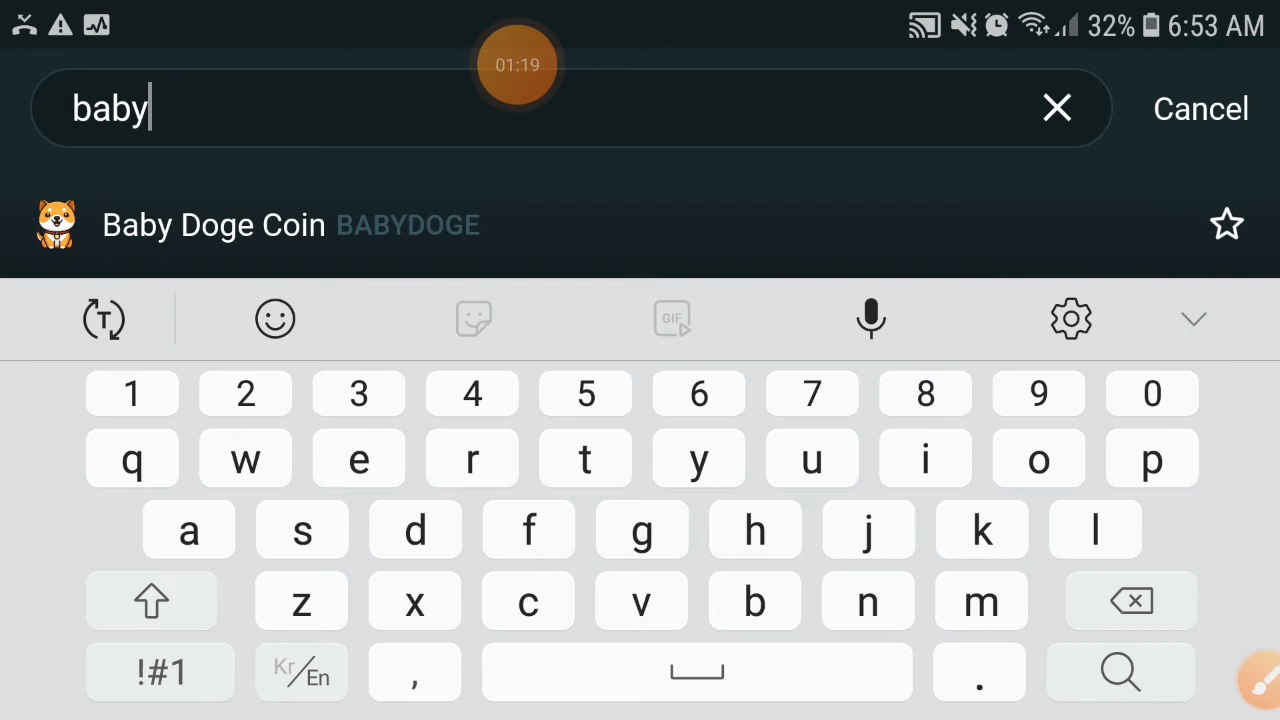 32% 6:53 AM
01:19
baby
Cancel
Baby Doge Coin BABYDOGE
T
GIF
1 2 3 4 5 6 7 8 9 0
q w e r t y u i o p
a s d f g h j k l
z x c v b n m
!#1 Kr/En , .